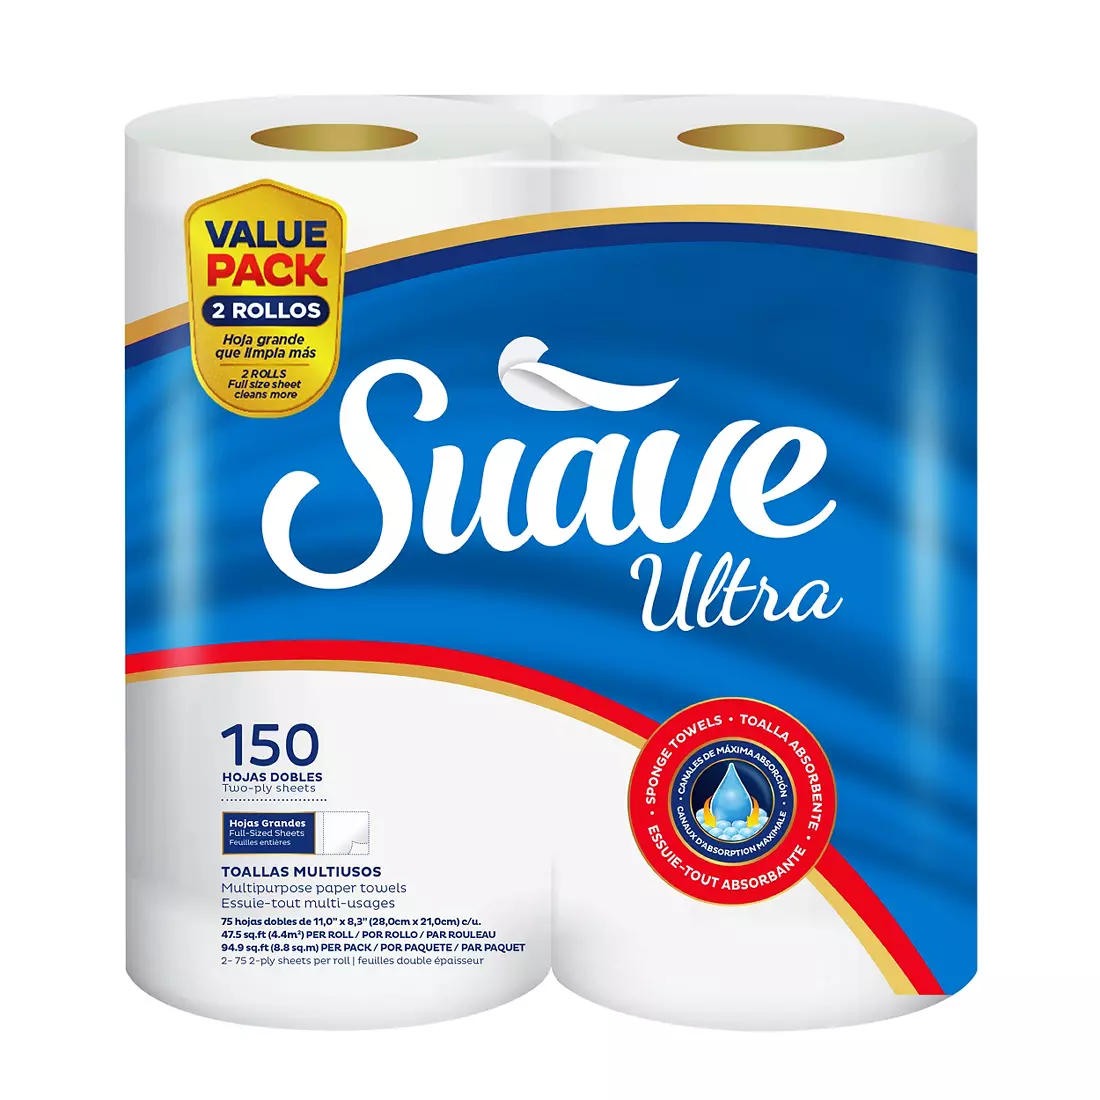 VALUE
PACK
2 ROLLOS
Hoja grande
que limpia más
2 ROLLS
Full size sheet
cleans more
Suave
Ultra
150
HOJAS DOBLES
Two-ply sheets
Hojas Grandes
Full-Sized Sheets
Feuilles entières
TOALLAS MULTIUSOS
Multipurpose paper towels
Essuie-tout multi-usages
75 hojas dobles de 11,0" x 8,3" (28,0cm x 21,0cm) c/u.
47.5 sq.ft (4.4m²) PER ROLL / POR ROLLO / PAR ROULEAU
94.9 sq.ft (8.8 sq.m) PER PACK / POR PAQUETE / PAR PAQUET
2- 75 2-ply sheets per roll | feuilles double épaisseur
SPONGE TOWELS • TOALLA ABSORBENTE • ESSUIE-TOUT ABSORBANTE •
• CANALES DE MÁXIMA ABSORCIÓN •
CANAUX D'ABSORPTION MAXIMALE